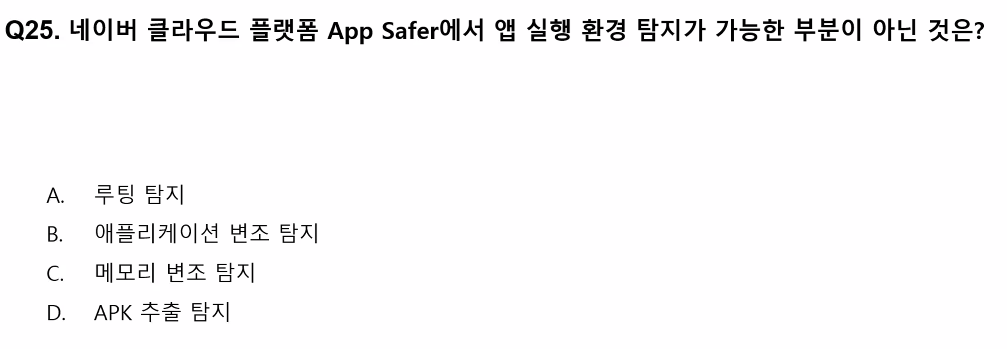 Q25. 네이버 클라우드 플랫폼 App Safer에서 앱 실행 환경 탐지가 가능한 부분이 아닌 것은?
A. 루팅 탐지
B. 애플리케이션 변조 탐지
C. 메모리 변조 탐지
D. APK 추출 탐지